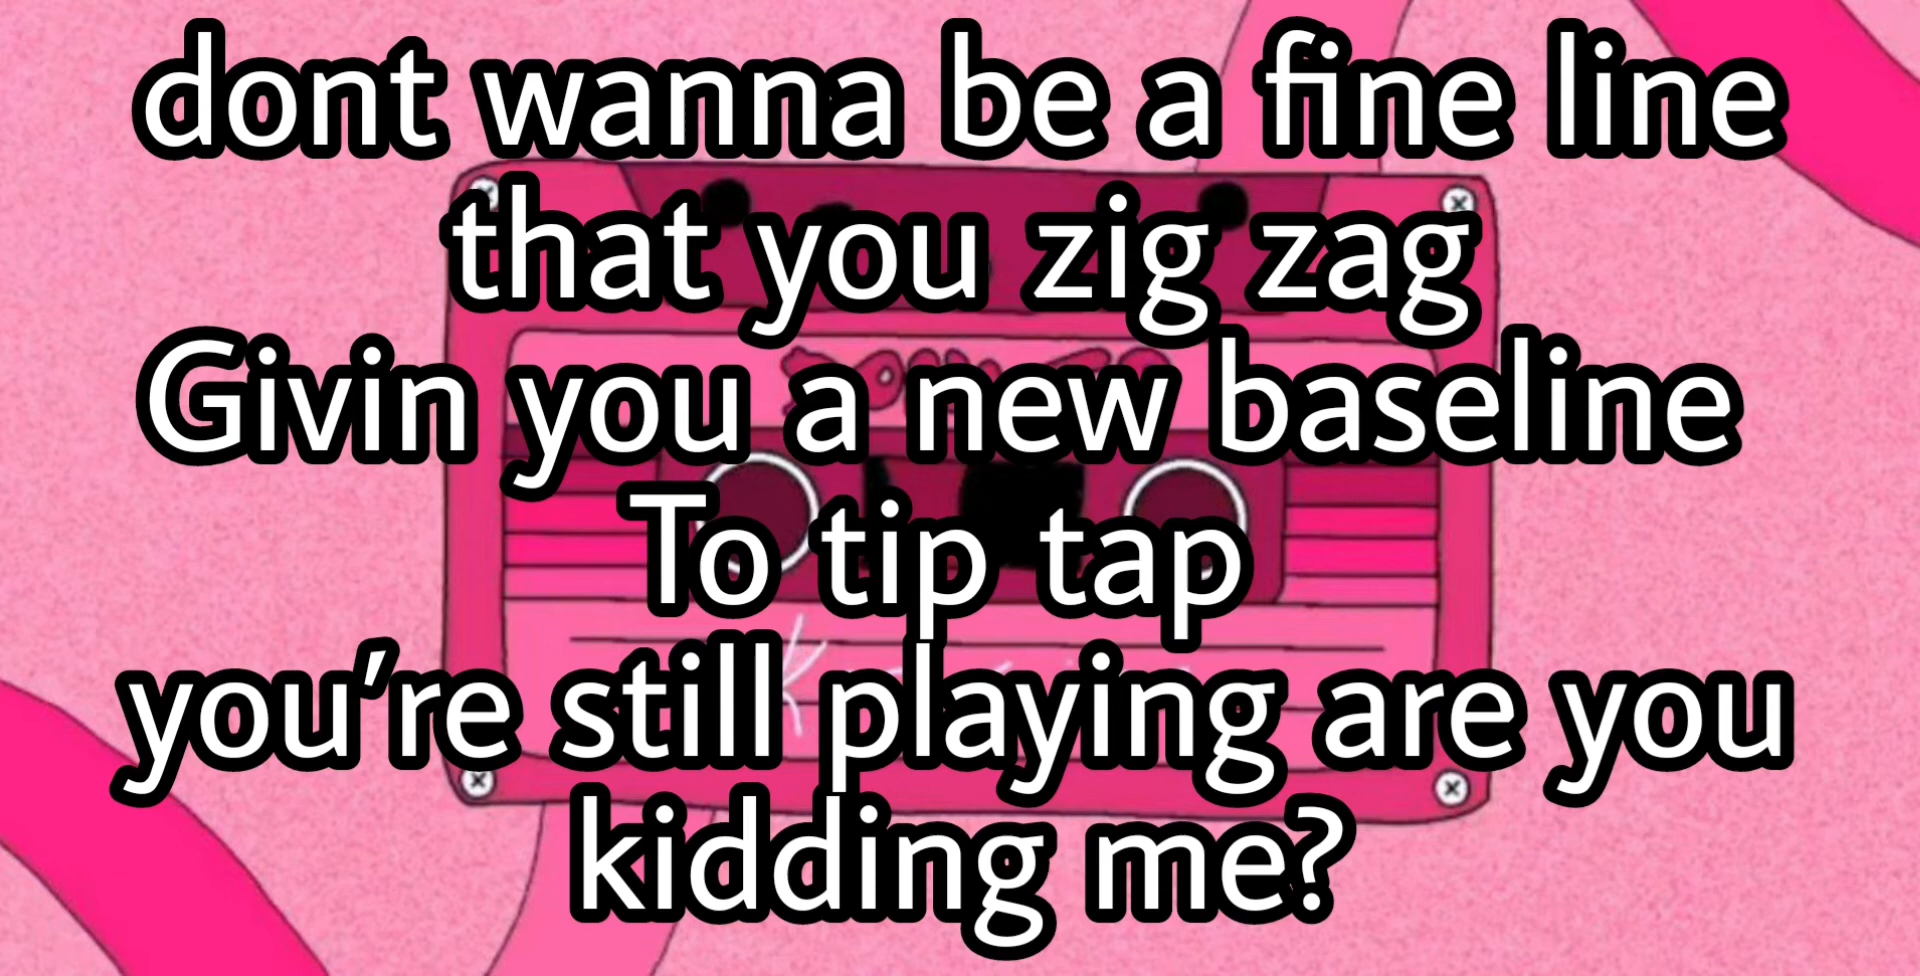 dont wanna be a fine line
that you zig zag
Givin you a new baseline
To tip tap
you're still playing are you
kidding me?